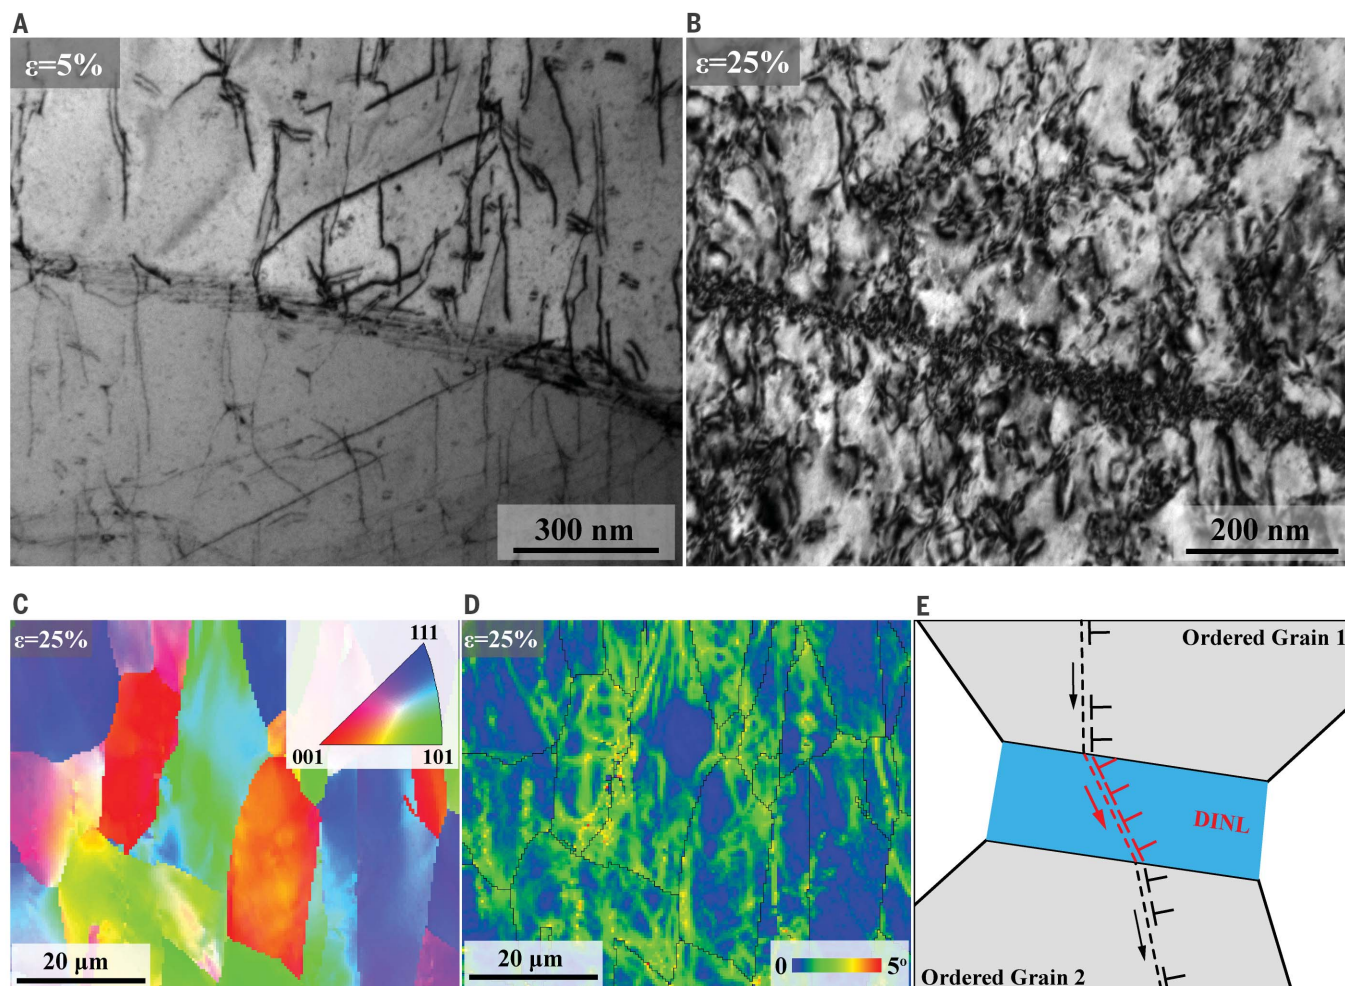 A
ε=5%
300 nm
B
ε=25%
200 nm
C
ε=25%
111
001
101
20 μm
D
ε=25%
20 μm
0
5°
E
Ordered Grain 1
DINL
Ordered Grain 2